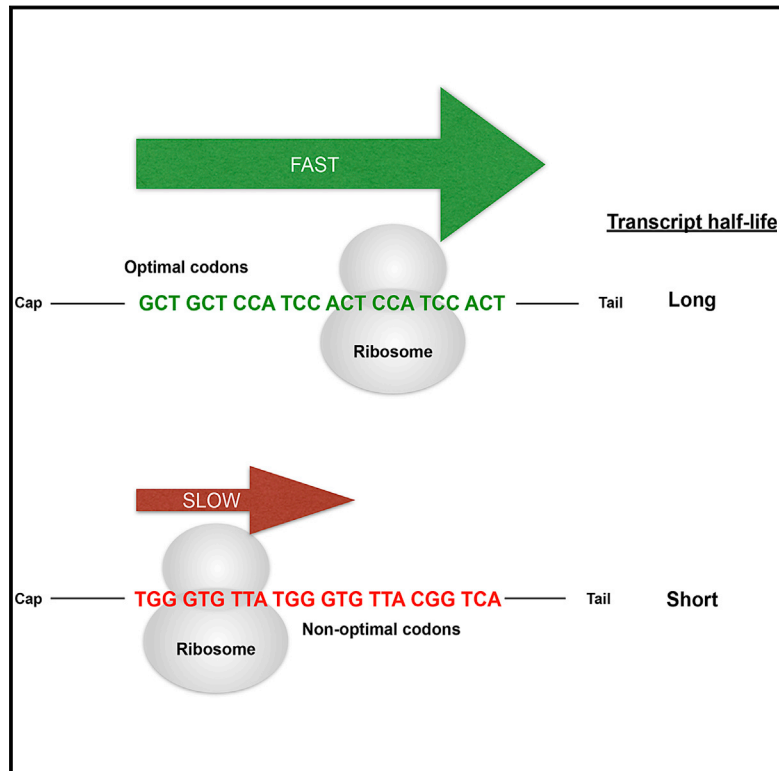 FAST
Transcript half-life
Optimal codons
Cap GCT GCT CCA TCC ACT CCA TCC ACT Tail Long
Ribosome
SLOW
Cap TGG GTG TTA TGG GTG TTA CGG TCA Tail Short
Non-optimal codons
Ribosome